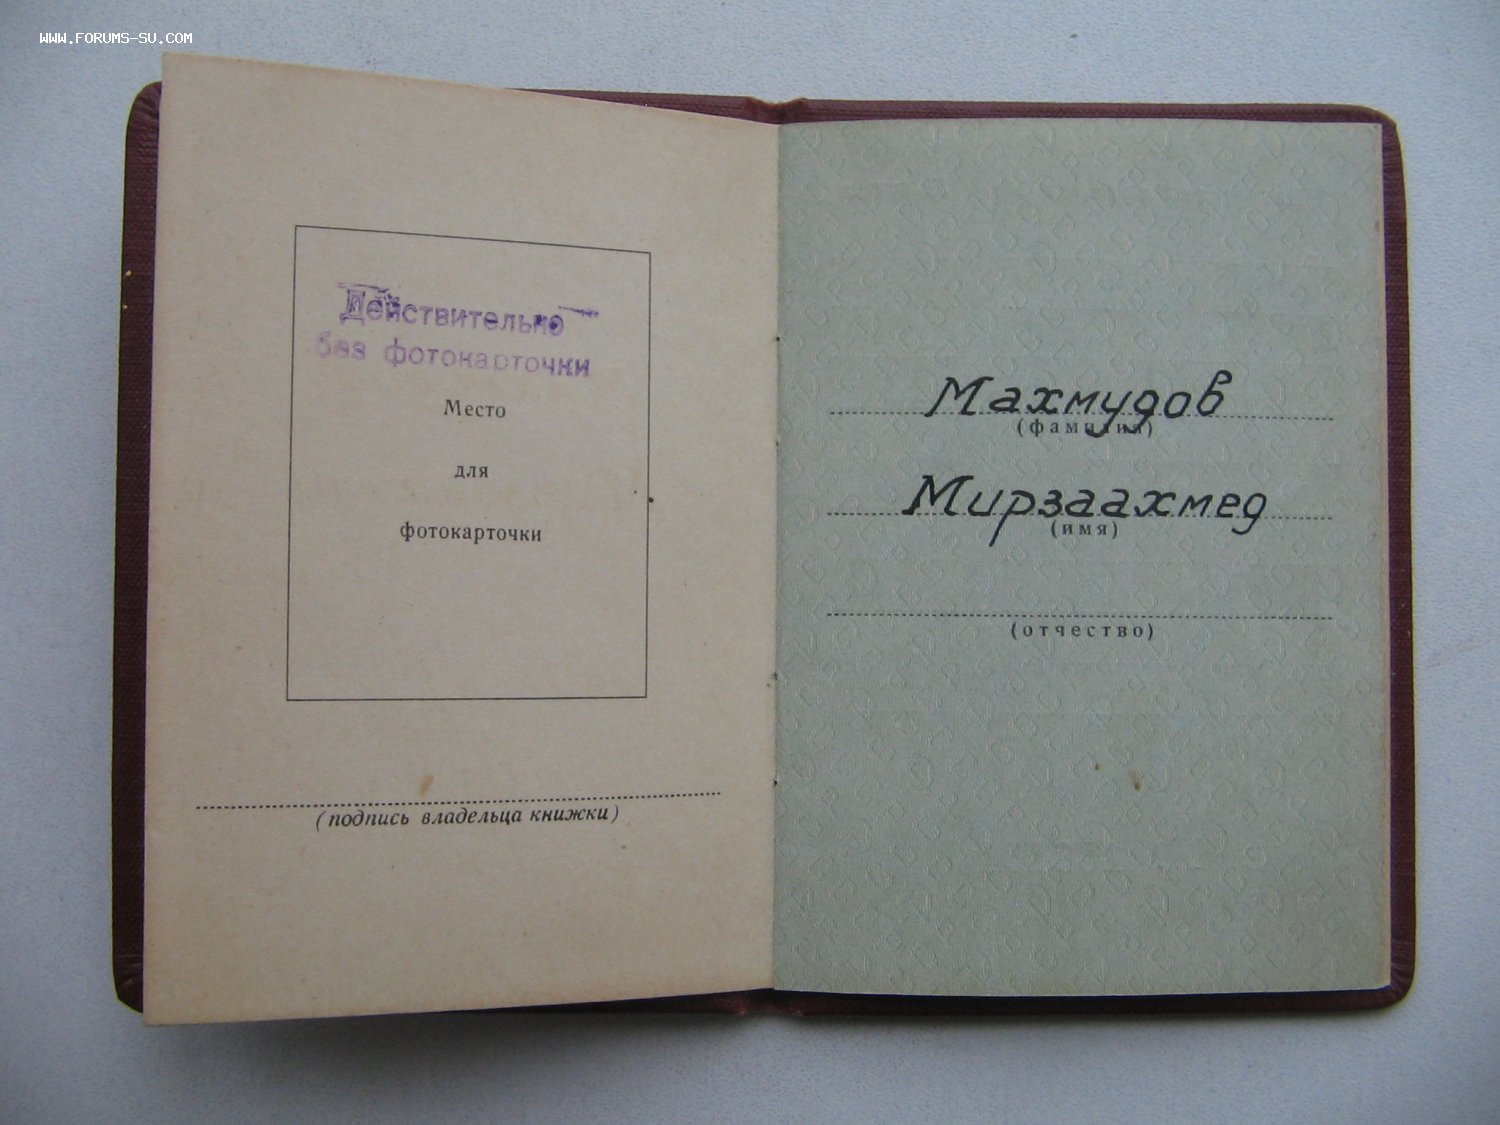 WWW.FORUMS-SU.COM
Действительно
без фотокарточки
Место
для
фотокарточки
(подпись владельца книжки)
Махмудов
(фамилия)
Мирзаахмед
(имя)
(отчество)